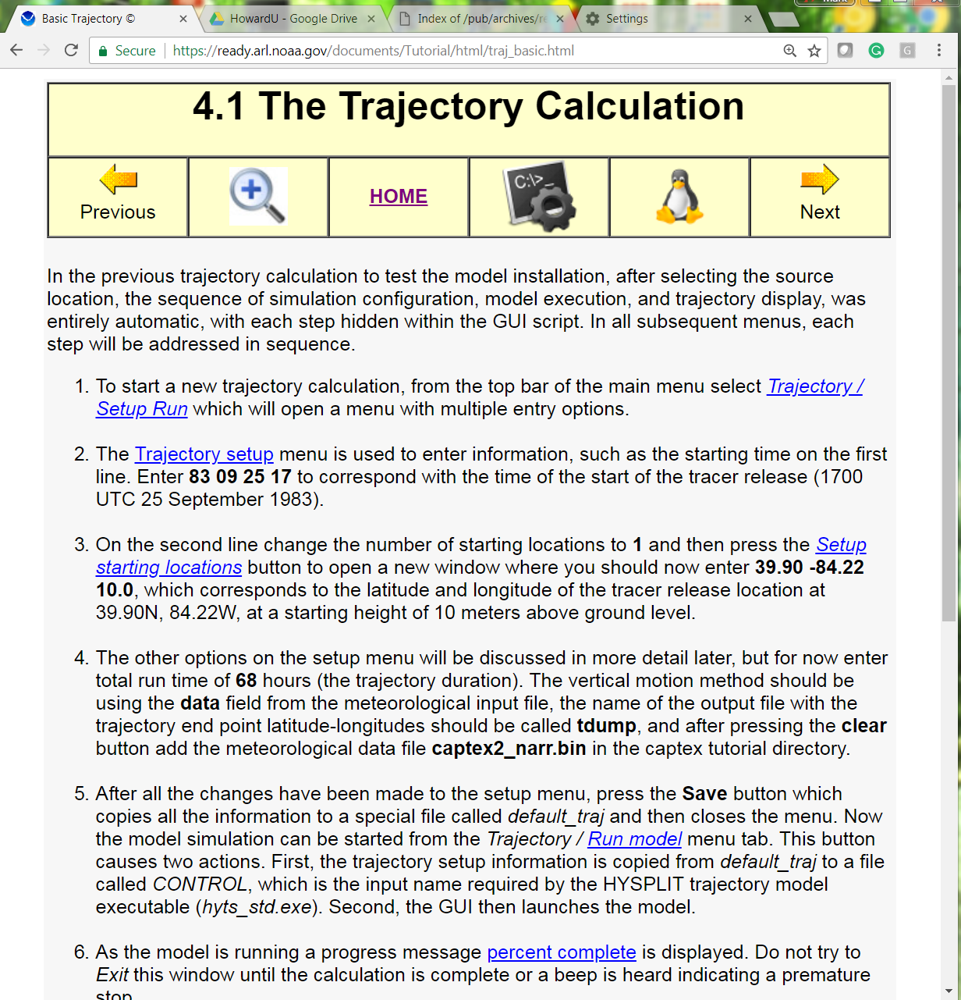 Basic Trajectory ©
HowardU - Google Drive
Index of /pub/archives/re
Settings
Secure
https://ready.arl.noaa.gov/documents/Tutorial/html/traj_basic.html
4.1 The Trajectory Calculation
Previous
HOME
C:\>_
Next
In the previous trajectory calculation to test the model installation, after selecting the source
location, the sequence of simulation configuration, model execution, and trajectory display, was
entirely automatic, with each step hidden within the GUI script. In all subsequent menus, each
step will be addressed in sequence.
1. To start a new trajectory calculation, from the top bar of the main menu select Trajectory /
Setup Run which will open a menu with multiple entry options.
2. The Trajectory setup menu is used to enter information, such as the starting time on the first
line. Enter 83 09 25 17 to correspond with the time of the start of the tracer release (1700
UTC 25 September 1983).
3. On the second line change the number of starting locations to 1 and then press the Setup
starting locations button to open a new window where you should now enter 39.90 -84.22
10.0, which corresponds to the latitude and longitude of the tracer release location at
39.90N, 84.22W, at a starting height of 10 meters above ground level.
4. The other options on the setup menu will be discussed in more detail later, but for now enter
total run time of 68 hours (the trajectory duration). The vertical motion method should be
using the data field from the meteorological input file, the name of the output file with the
trajectory end point latitude-longitudes should be called tdump, and after pressing the clear
button add the meteorological data file captex2_narr.bin in the captex tutorial directory.
5. After all the changes have been made to the setup menu, press the Save button which
copies all the information to a special file called default_traj and then closes the menu. Now
the model simulation can be started from the Trajectory / Run model menu tab. This button
causes two actions. First, the trajectory setup information is copied from default_traj to a file
called CONTROL, which is the input name required by the HYSPLIT trajectory model
executable (hyts_std.exe). Second, the GUI then launches the model.
6. As the model is running a progress message percent complete is displayed. Do not try to
Exit this window until the calculation is complete or a beep is heard indicating a premature
stop